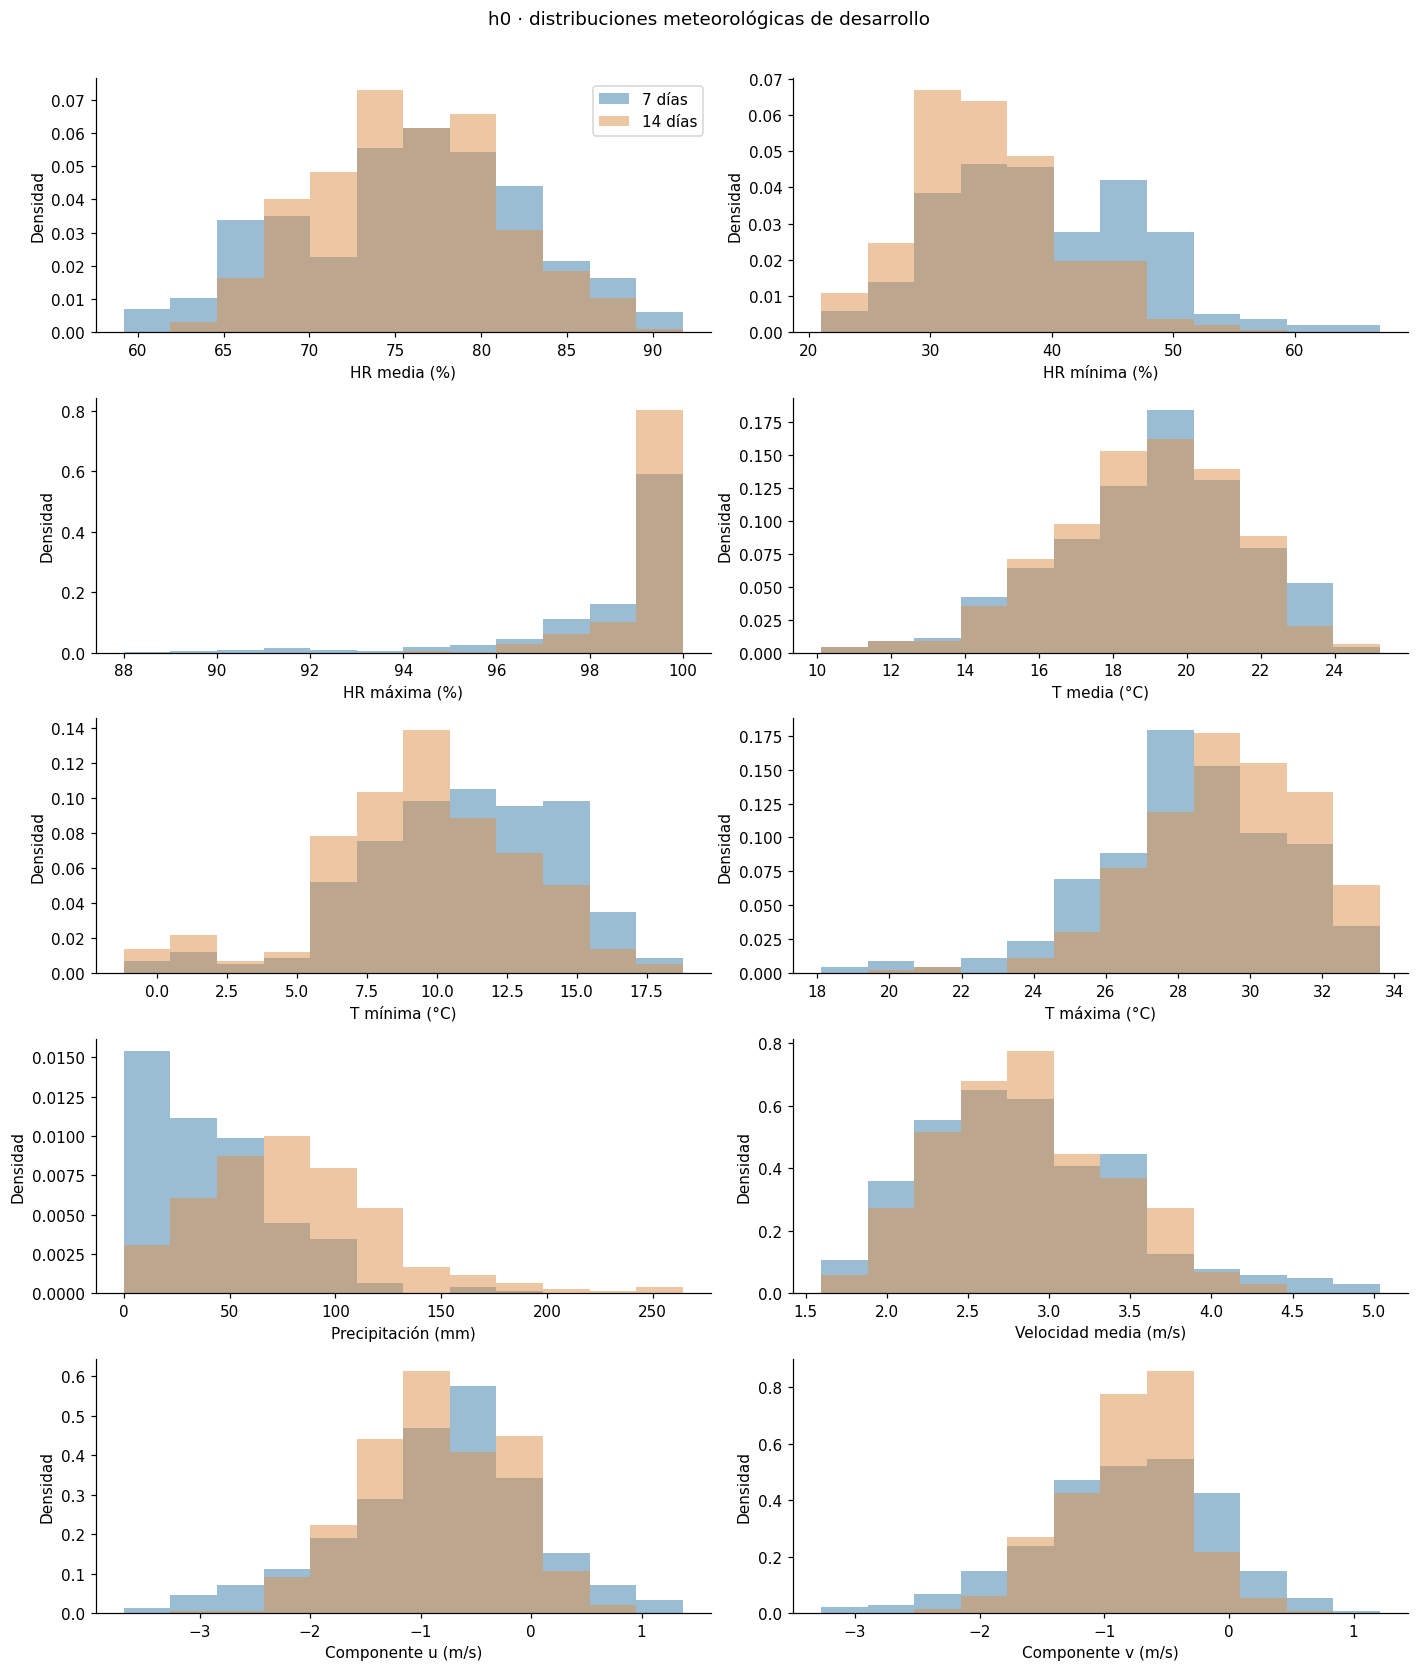 h0 · distribuciones meteorológicas de desarrollo
7 días
14 días
Densidad
0.07
0.06
0.05
0.04
0.03
0.02
0.01
0.00
60 65 70 75 80 85 90
HR media (%)
Densidad
0.07
0.06
0.05
0.04
0.03
0.02
0.01
0.00
20 30 40 50 60
HR mínima (%)
Densidad
0.8
0.6
0.4
0.2
0.0
88 90 92 94 96 98 100
HR máxima (%)
Densidad
0.175
0.150
0.125
0.100
0.075
0.050
0.025
0.000
10 12 14 16 18 20 22 24
T media (°C)
Densidad
0.14
0.12
0.10
0.08
0.06
0.04
0.02
0.00
0.0 2.5 5.0 7.5 10.0 12.5 15.0 17.5
T mínima (°C)
Densidad
0.175
0.150
0.125
0.100
0.075
0.050
0.025
0.000
18 20 22 24 26 28 30 32 34
T máxima (°C)
Densidad
0.0150
0.0125
0.0100
0.0075
0.0050
0.0025
0.0000
0 50 100 150 200 250
Precipitación (mm)
Densidad
0.8
0.6
0.4
0.2
0.0
1.5 2.0 2.5 3.0 3.5 4.0 4.5 5.0
Velocidad media (m/s)
Densidad
0.6
0.5
0.4
0.3
0.2
0.1
0.0
−3 −2 −1 0 1
Componente u (m/s)
Densidad
0.8
0.6
0.4
0.2
0.0
−3 −2 −1 0 1
Componente v (m/s)